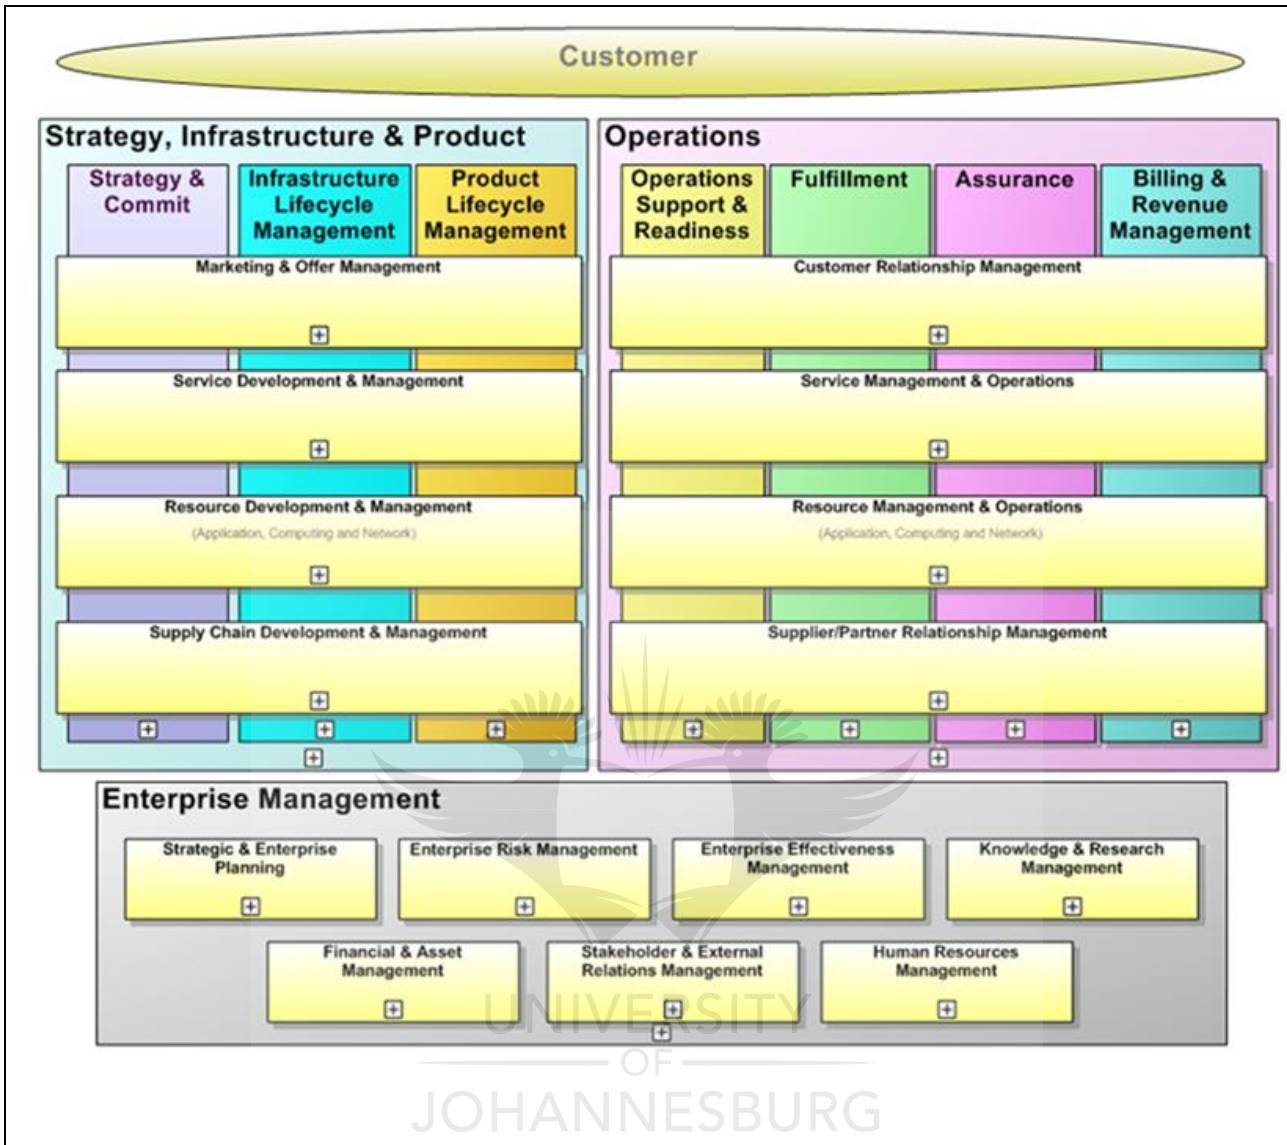 Customer
Strategy, Infrastructure & Product
Strategy &
Commit
Infrastructure
Lifecycle
Management
Product
Lifecycle
Management
Marketing & Offer Management
Service Development & Management
Resource Development & Management
(Application, Computing and Network)
Supply Chain Development & Management
Operations
Operations
Support &
Readiness
Fulfillment
Assurance
Billing &
Revenue
Management
Customer Relationship Management
Service Management & Operations
Resource Management & Operations
(Application, Computing and Network)
Supplier/Partner Relationship Management
Enterprise Management
Strategic & Enterprise
Planning
Enterprise Risk Management
Enterprise Effectiveness
Management
Knowledge & Research
Management
Financial & Asset
Management
Stakeholder & External
Relations Management
Human Resources
Management
UNIVERSITY
OF
JOHANNESBURG